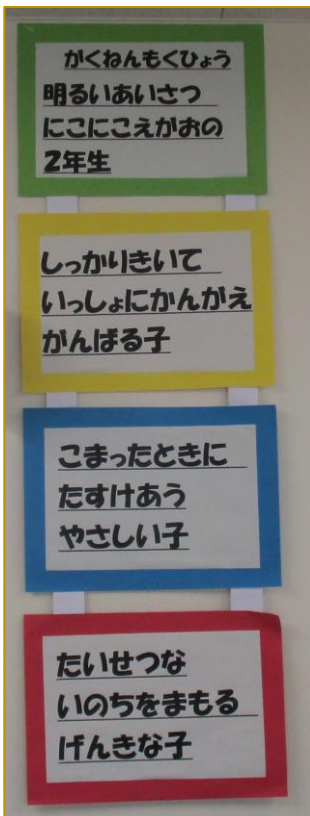 がくねんもくひょう
明るいあいさつ
にこにこえがおの
2年生
しっかりきいて
いっしょにかんがえ
がんばる子
こまったときに
たすけあう
やさしい子
たいせつな
いのちをまもる
げんきな子